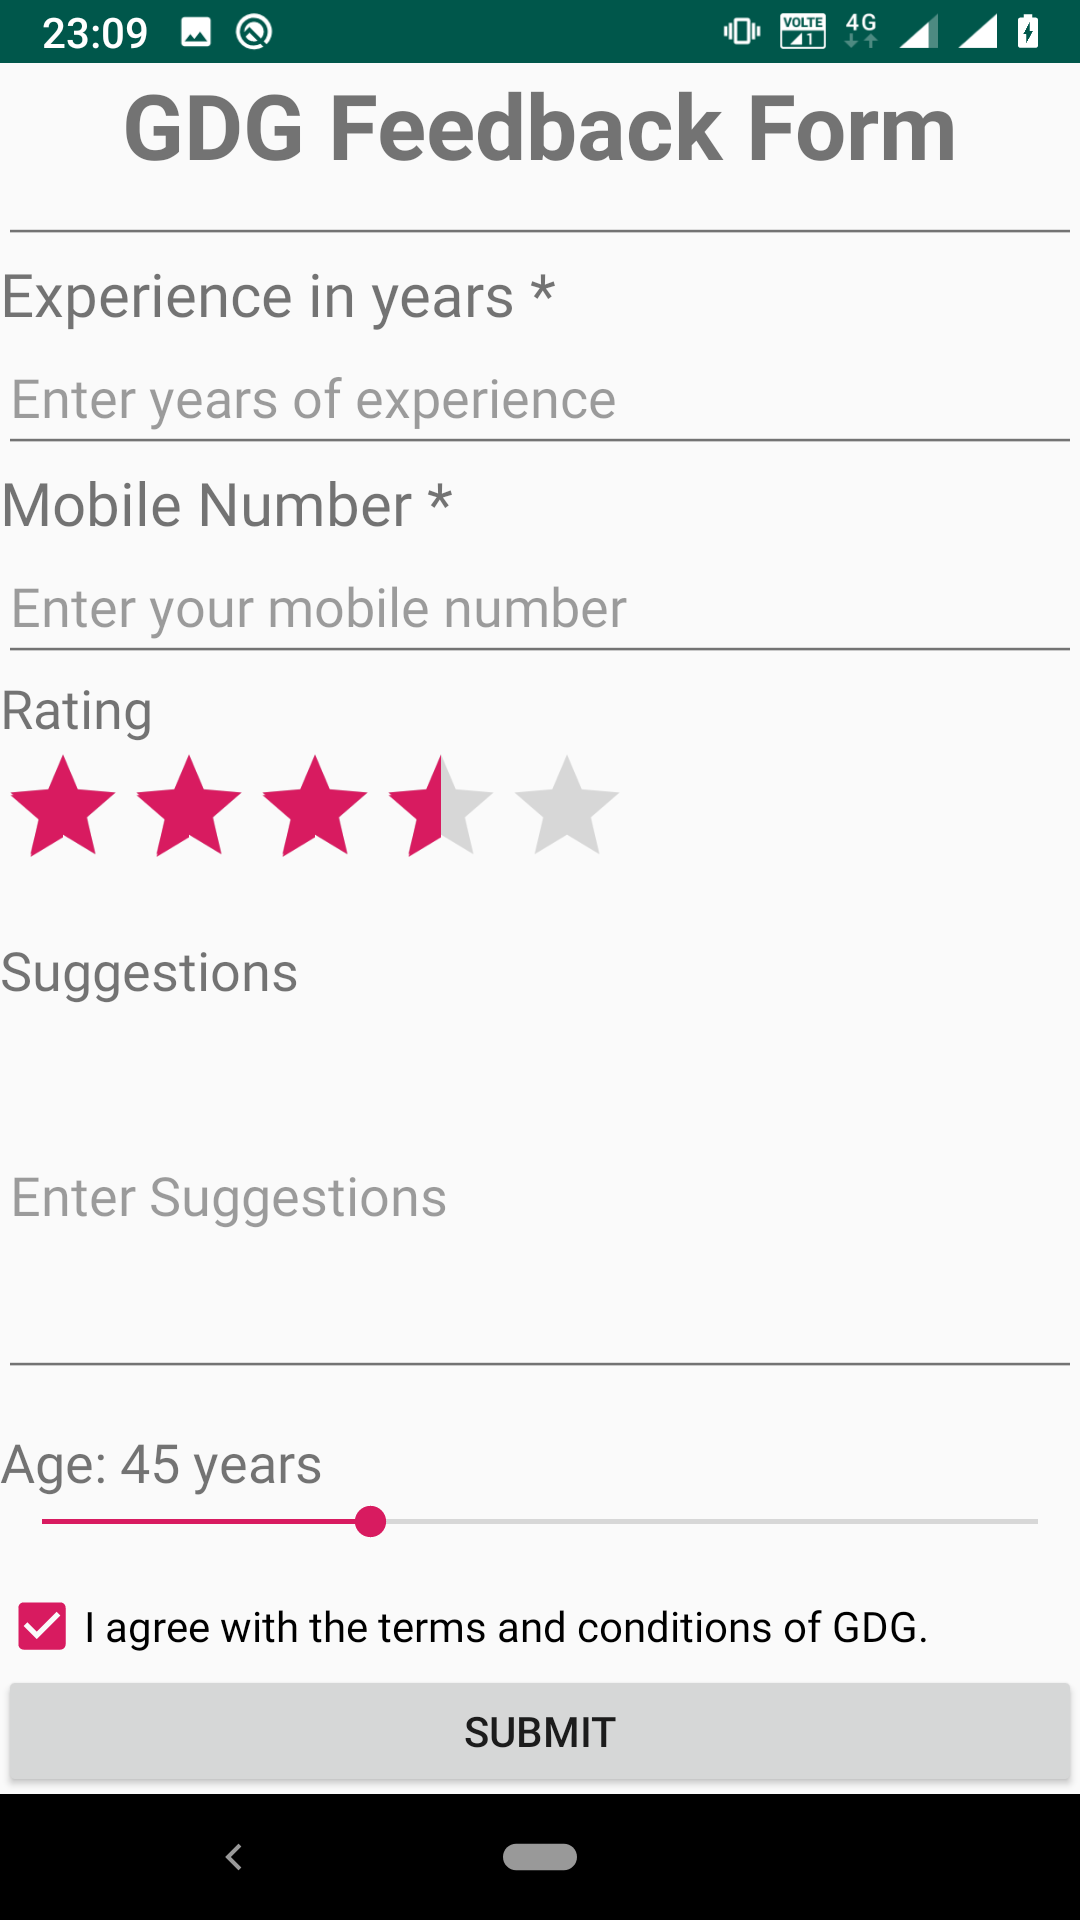 23:09
VOLTE 1 4G
GDG Feedback Form
Experience in years *
Enter years of experience
Mobile Number *
Enter your mobile number
Rating
Suggestions
Enter Suggestions
Age: 45 years
I agree with the terms and conditions of GDG.
SUBMIT